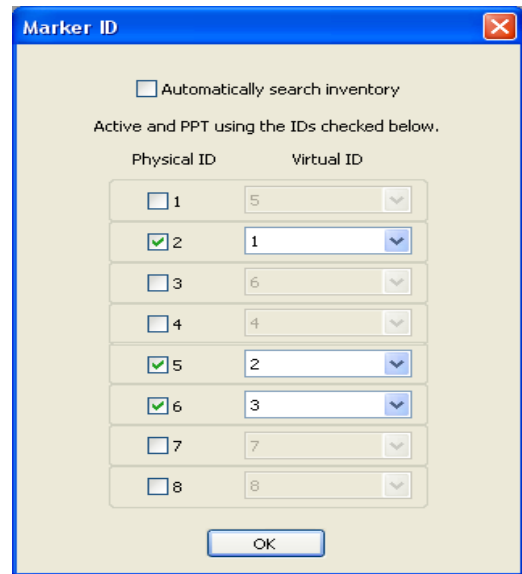 Marker ID
Automatically search inventory
Active and PPT using the IDs checked below.
Physical ID Virtual ID
1 5
2 1
3 6
4 4
5 2
6 3
7 7
8 8
OK